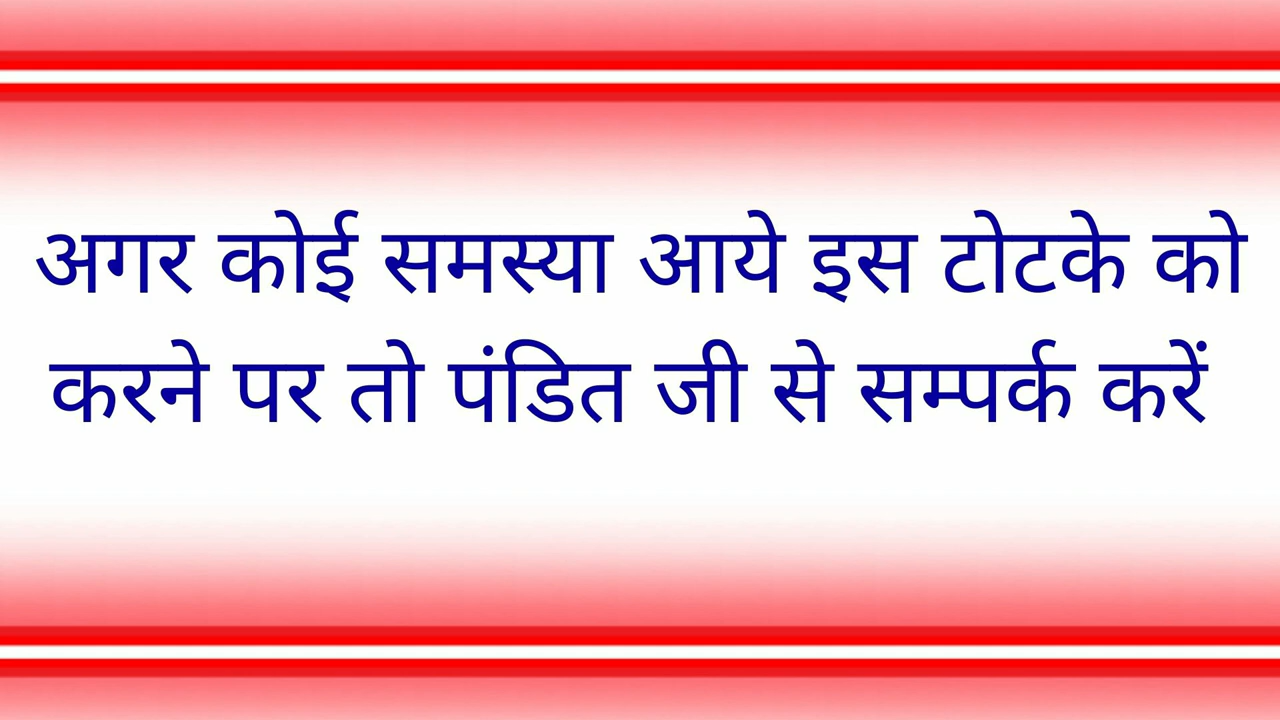 अगर कोई समस्या आये इस टोटके को
करने पर तो पंडित जी से सम्पर्क करें